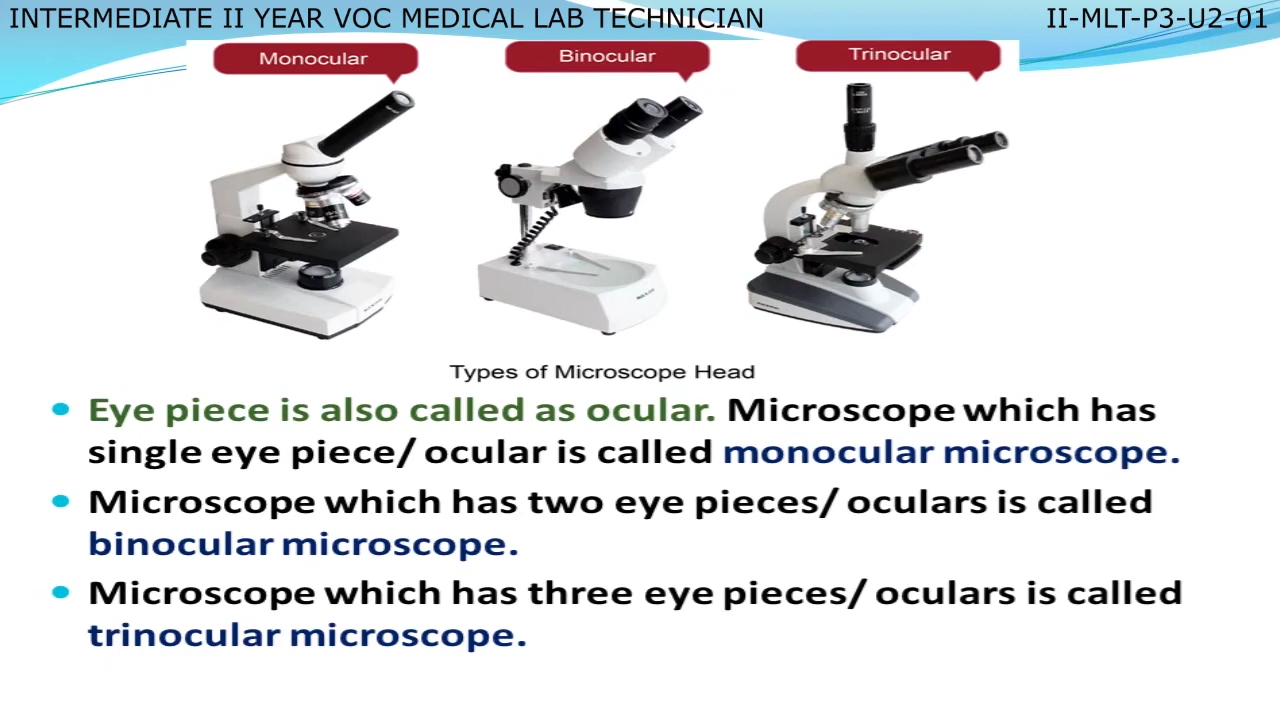 INTERMEDIATE II YEAR VOC MEDICAL LAB TECHNICIAN II-MLT-P3-U2-01
Monocular Binocular Trinocular
Types of Microscope Head
Eye piece is also called as ocular. Microscope which has
single eye piece/ ocular is called monocular microscope.
Microscope which has two eye pieces/ oculars is called
binocular microscope.
Microscope which has three eye pieces/ oculars is called
trinocular microscope.